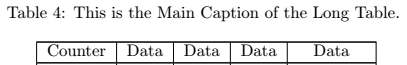 Table 4: This is the Main Caption of the Long Table.
Counter Data Data Data Data